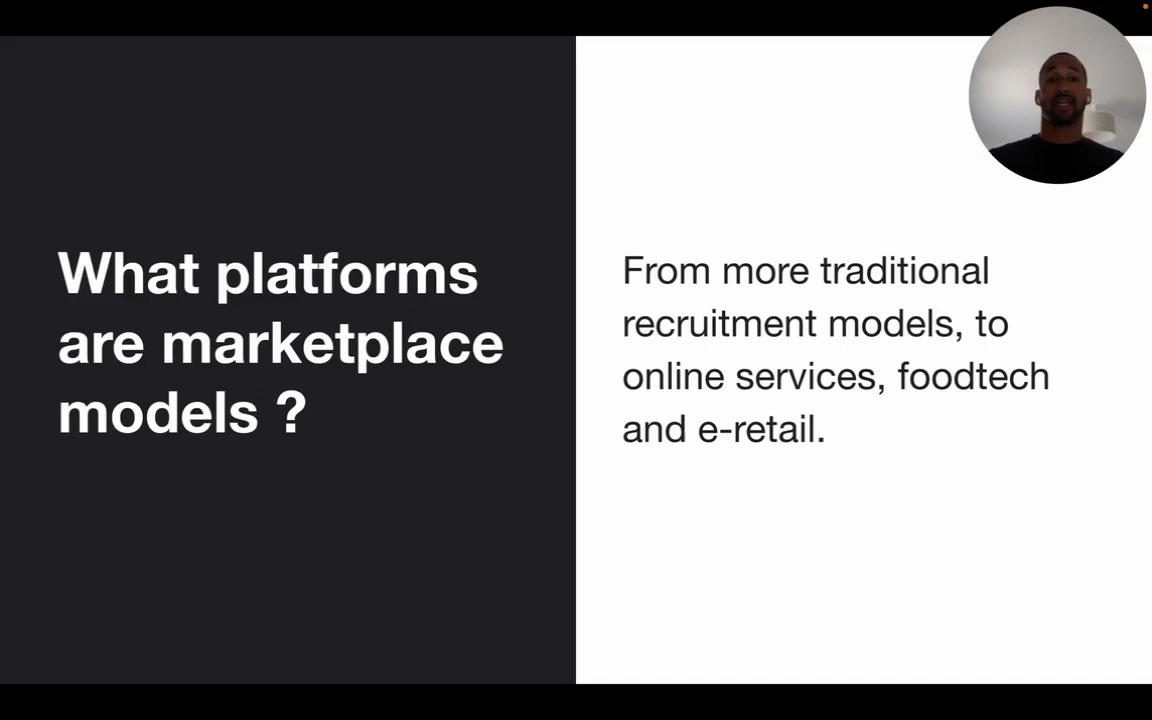 What platforms
are marketplace
models ?
From more traditional
recruitment models, to
online services, foodtech
and e-retail.